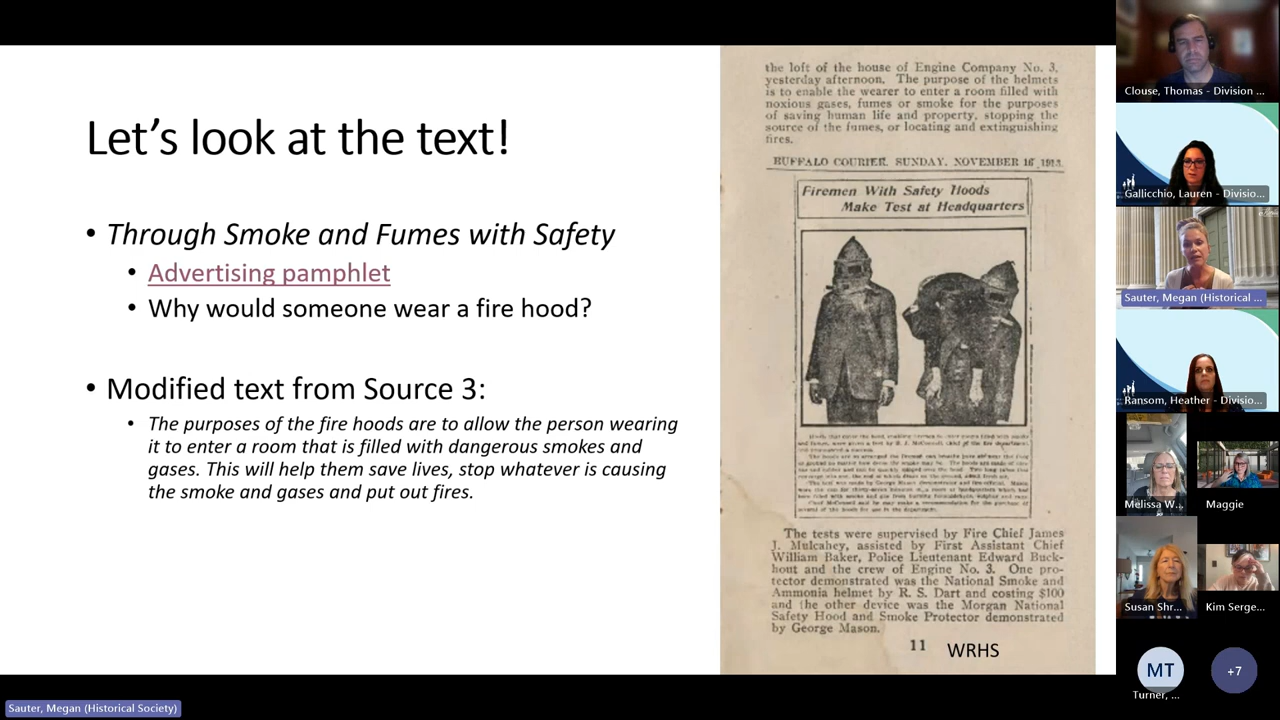 Let's look at the text!
• Through Smoke and Fumes with Safety
• Advertising pamphlet
• Why would someone wear a fire hood?
• Modified text from Source 3:
• The purposes of the fire hoods are to allow the person wearing
it to enter a room that is filled with dangerous smokes and
gases. This will help them save lives, stop whatever is causing
the smoke and gases and put out fires.
the loft of the house of Engine Company No. 3,
yesterday afternoon. The purpose of the helmets
is to enable the wearer to enter a room filled with
noxious gases, fumes or smoke for the purposes
of saving human life and property, stopping the
source of the fumes, or locating and extinguishing
fires.
BUFFALO COURIER, SUNDAY, NOVEMBER 16, 1913.
Firemen With Safety Hoods
Make Test at Headquarters
The tests were supervised by Fire Chief James
J. Mulcahey, assisted by First Assistant Chief
William Baker, Police Lieutenant Edward Buck-
hout and the crew of Engine No. 3. One pro-
tector demonstrated was the National Smoke and
Ammonia helmet by R. S. Dart and costing $100
and the other device was the Morgan National
Safety Hood and Smoke Protector demonstrated
by George Mason.
11 WRHS
Clouse, Thomas - Division ...
Gallicchio, Lauren - Divisio...
Sauter, Megan (Historical ...
Ransom, Heather - Divisio...
Melissa W...
Maggie
Susan Shr...
Kim Serge...
MT
Turner, ...
+7
Sauter, Megan (Historical Society)